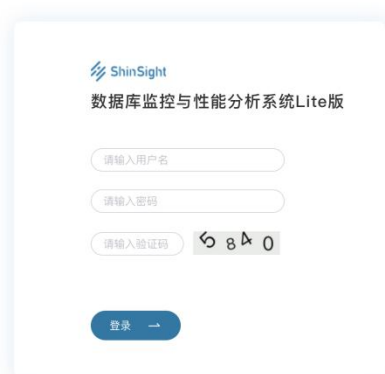 ShinSight
数据库监控与性能分析系统Lite版
请输入用户名
请输入密码
请输入验证码 5840
登录 →